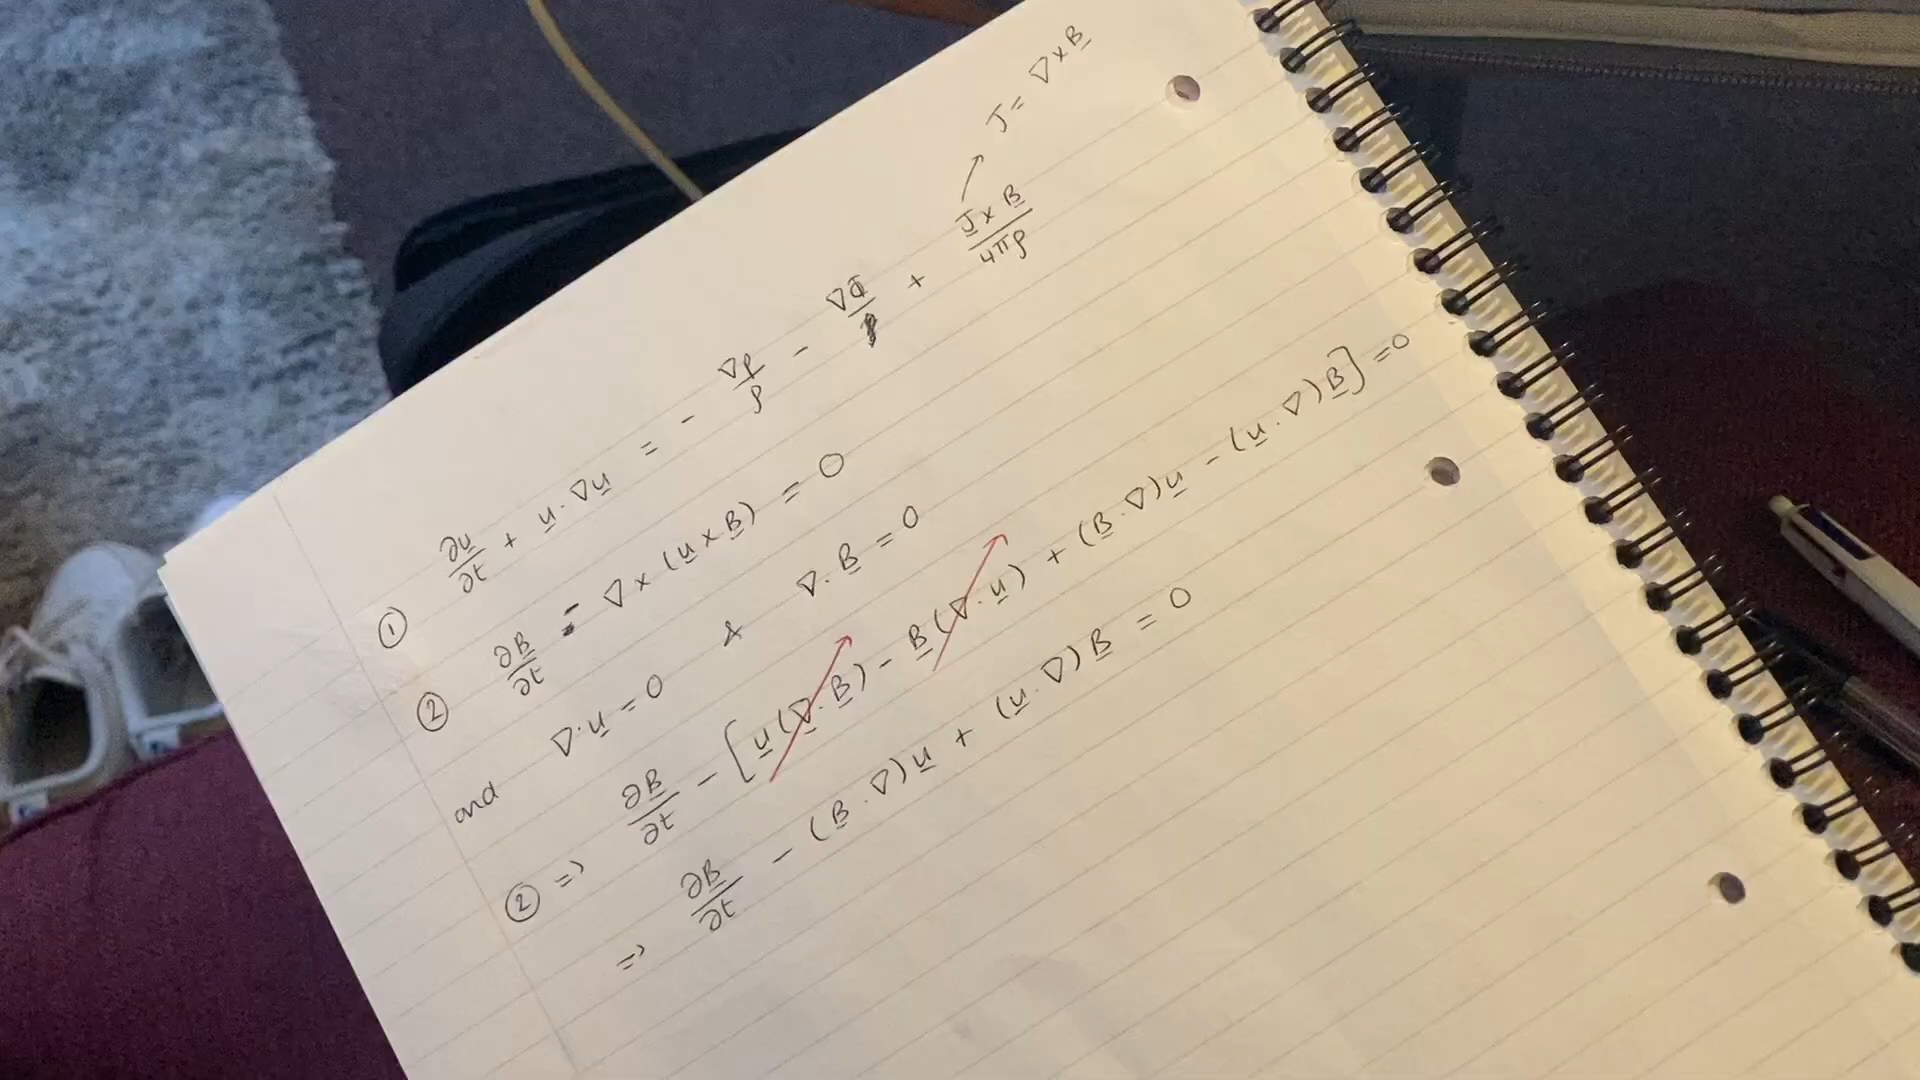 J = ∇×B
① ∂u/∂t + u·∇u = - ∇p/ρ - ∇Φ + J×B/4πρ
② ∂B/∂t = ∇×(u×B) = 0
and ∇·u = 0 & ∇·B = 0
② => ∂B/∂t - [u(∇·B) - B(∇·u) + (B·∇)u - (u·∇)B] = 0
=> ∂B/∂t - (B·∇)u + (u·∇)B = 0